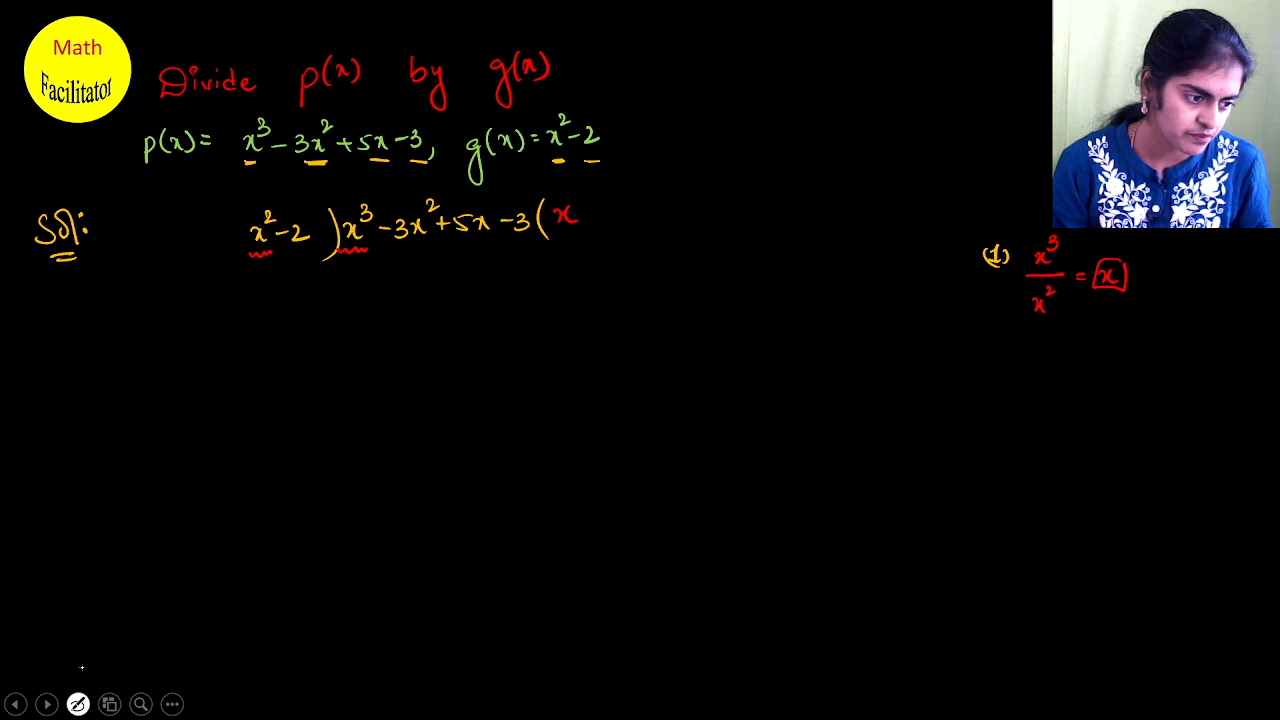 Math
Facilitator
Divide p(x) by g(x)
p(x) = x³ - 3x² + 5x - 3, g(x) = x² - 2
Sol:
x² - 2 ) x³ - 3x² + 5x - 3 ( x
(1) x³/x² = x